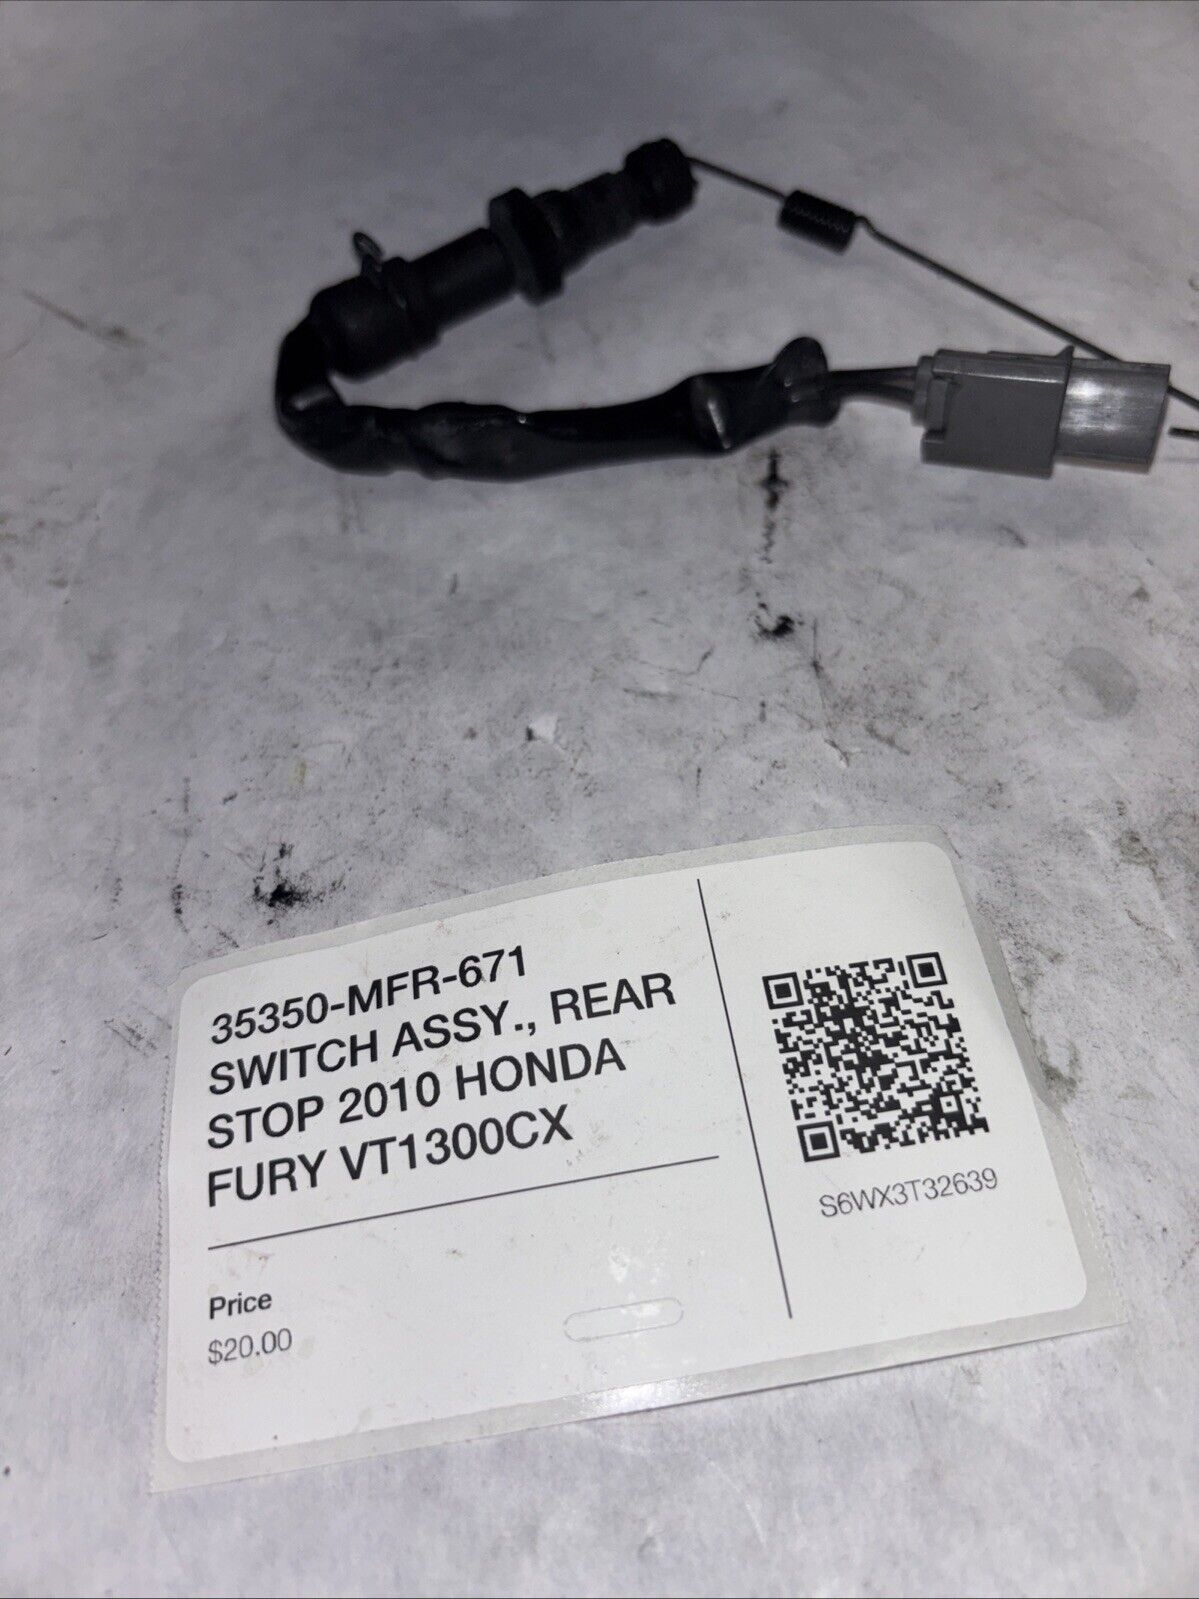 35350-MFR-671
SWITCH ASSY., REAR
STOP 2010 HONDA
FURY VT1300CX
Price
$20.00
S6WX3T32639